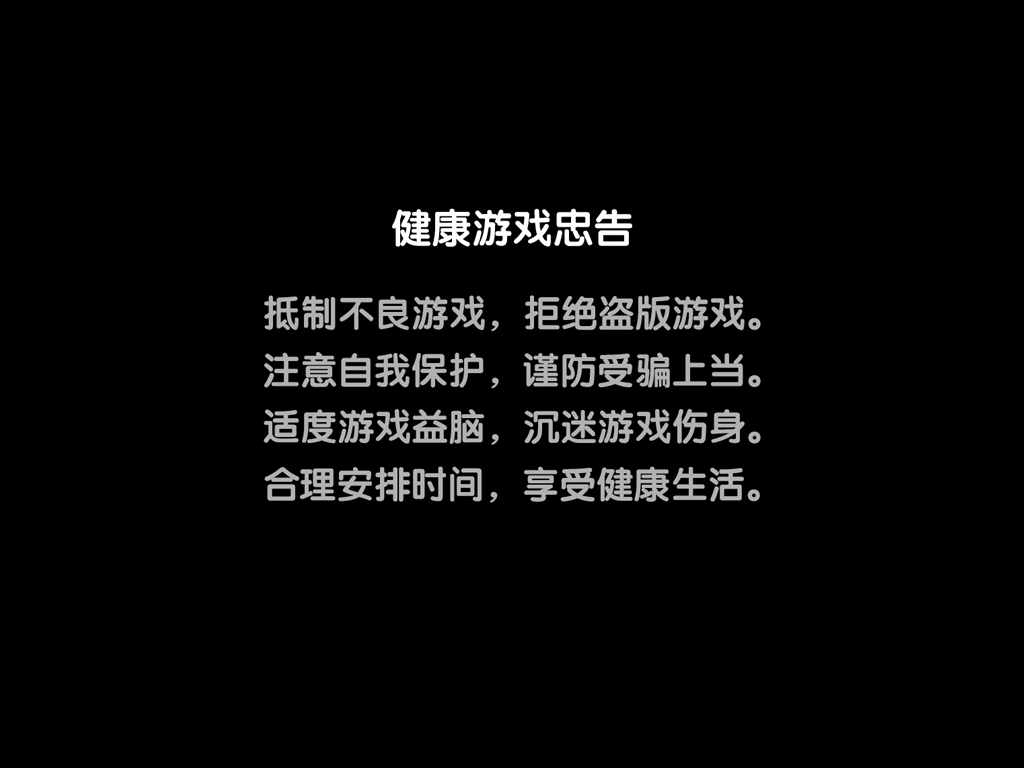 健康游戏忠告
抵制不良游戏，拒绝盗版游戏。
注意自我保护，谨防受骗上当。
适度游戏益脑，沉迷游戏伤身。
合理安排时间，享受健康生活。